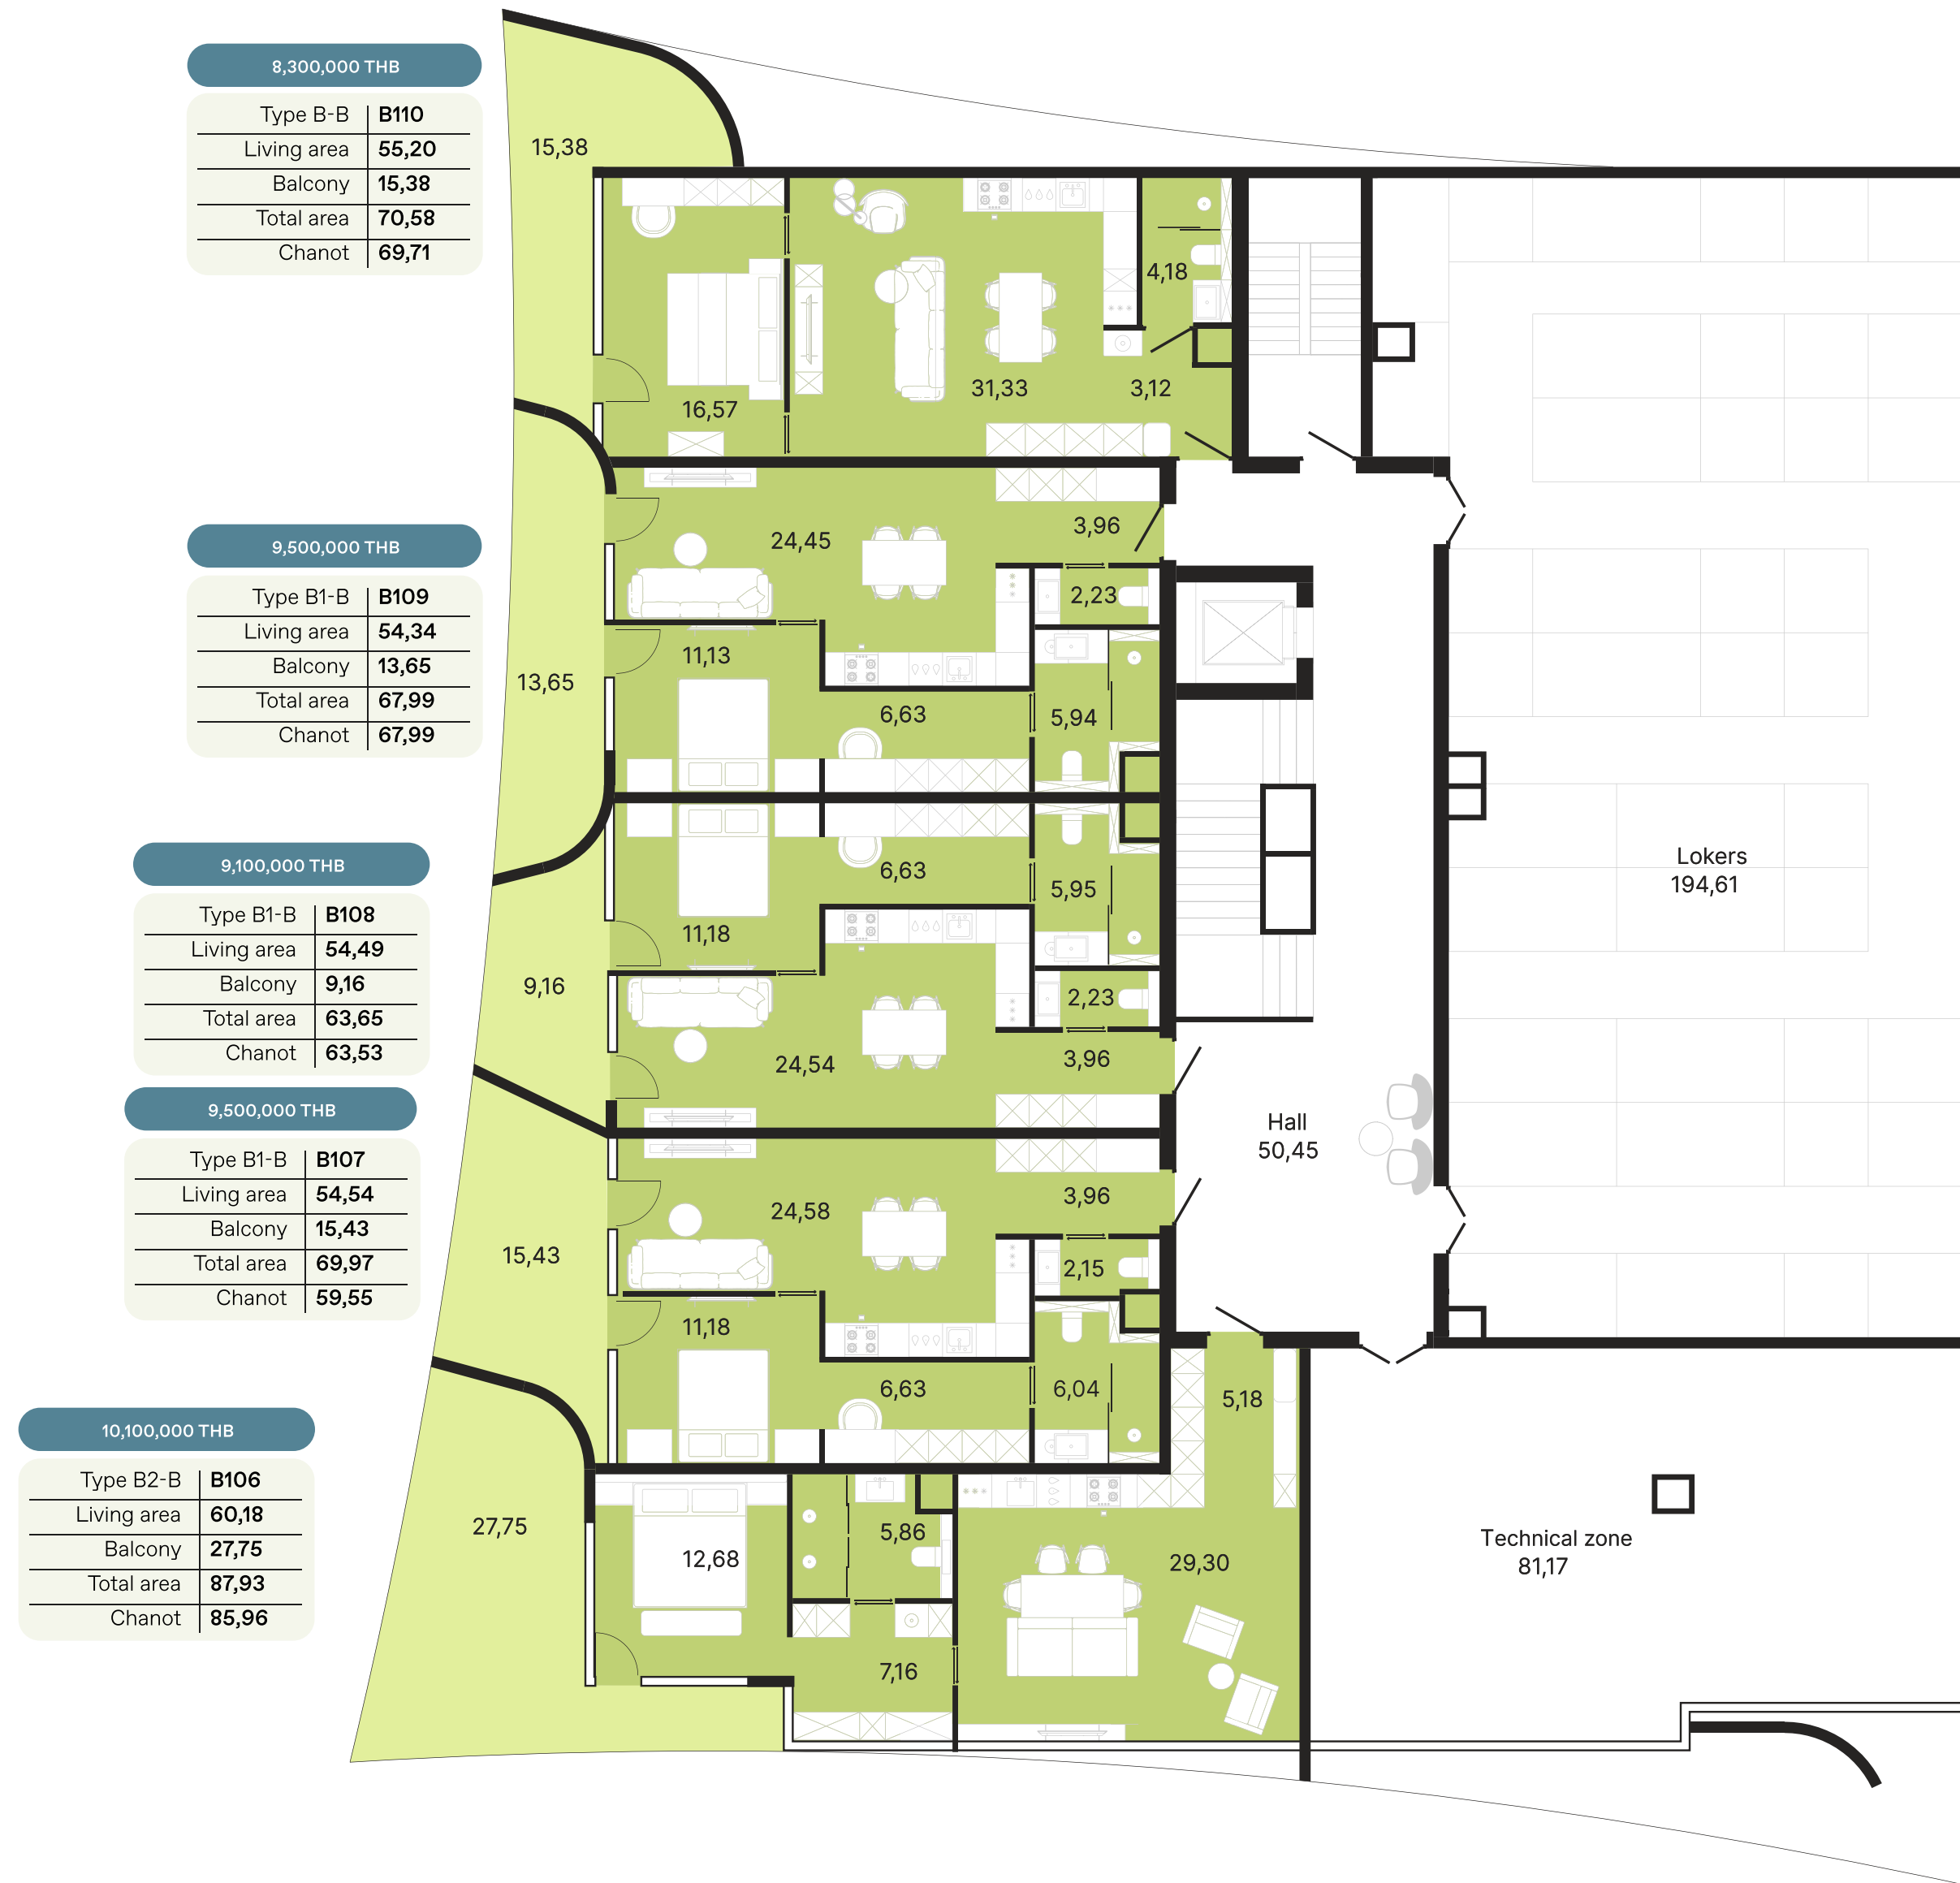 8,300,000 THB
Type B-B B110
Living area 55,20
Balcony 15,38
Total area 70,58
Chanot 69,71
9,500,000 THB
Type B1-B B109
Living area 54,34
Balcony 13,65
Total area 67,99
Chanot 67,99
9,100,000 THB
Type B1-B B108
Living area 54,49
Balcony 9,16
Total area 63,65
Chanot 63,53
9,500,000 THB
Type B1-B B107
Living area 54,54
Balcony 15,43
Total area 69,97
Chanot 59,55
10,100,000 THB
Type B2-B B106
Living area 60,18
Balcony 27,75
Total area 87,93
Chanot 85,96
15,38
4,18
31,33
3,12
16,57
3,96
24,45
2,23
11,13
13,65
6,63
5,94
6,63
5,95
11,18
9,16
2,23
3,96
24,54
3,96
24,58
15,43
2,15
11,18
6,63
6,04
5,18
27,75
5,86
12,68
29,30
7,16
Hall
50,45
Lokers
194,61
Technical zone
81,17